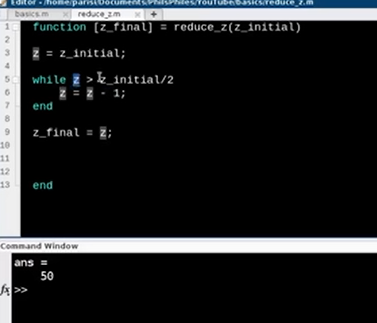 Editor - /home/parisi/Documents/PhilsPhiles/YouTube/basics/reduce_z.m
basics.m × reduce_z.m × +
1 function [z_final] = reduce_z(z_initial)
2
3 z = z_initial;
4
5 while z > z_initial/2
6 z = z - 1;
7 end
8
9 z_final = z;
10
11
12
13 end
Command Window
ans =
50
fx >>